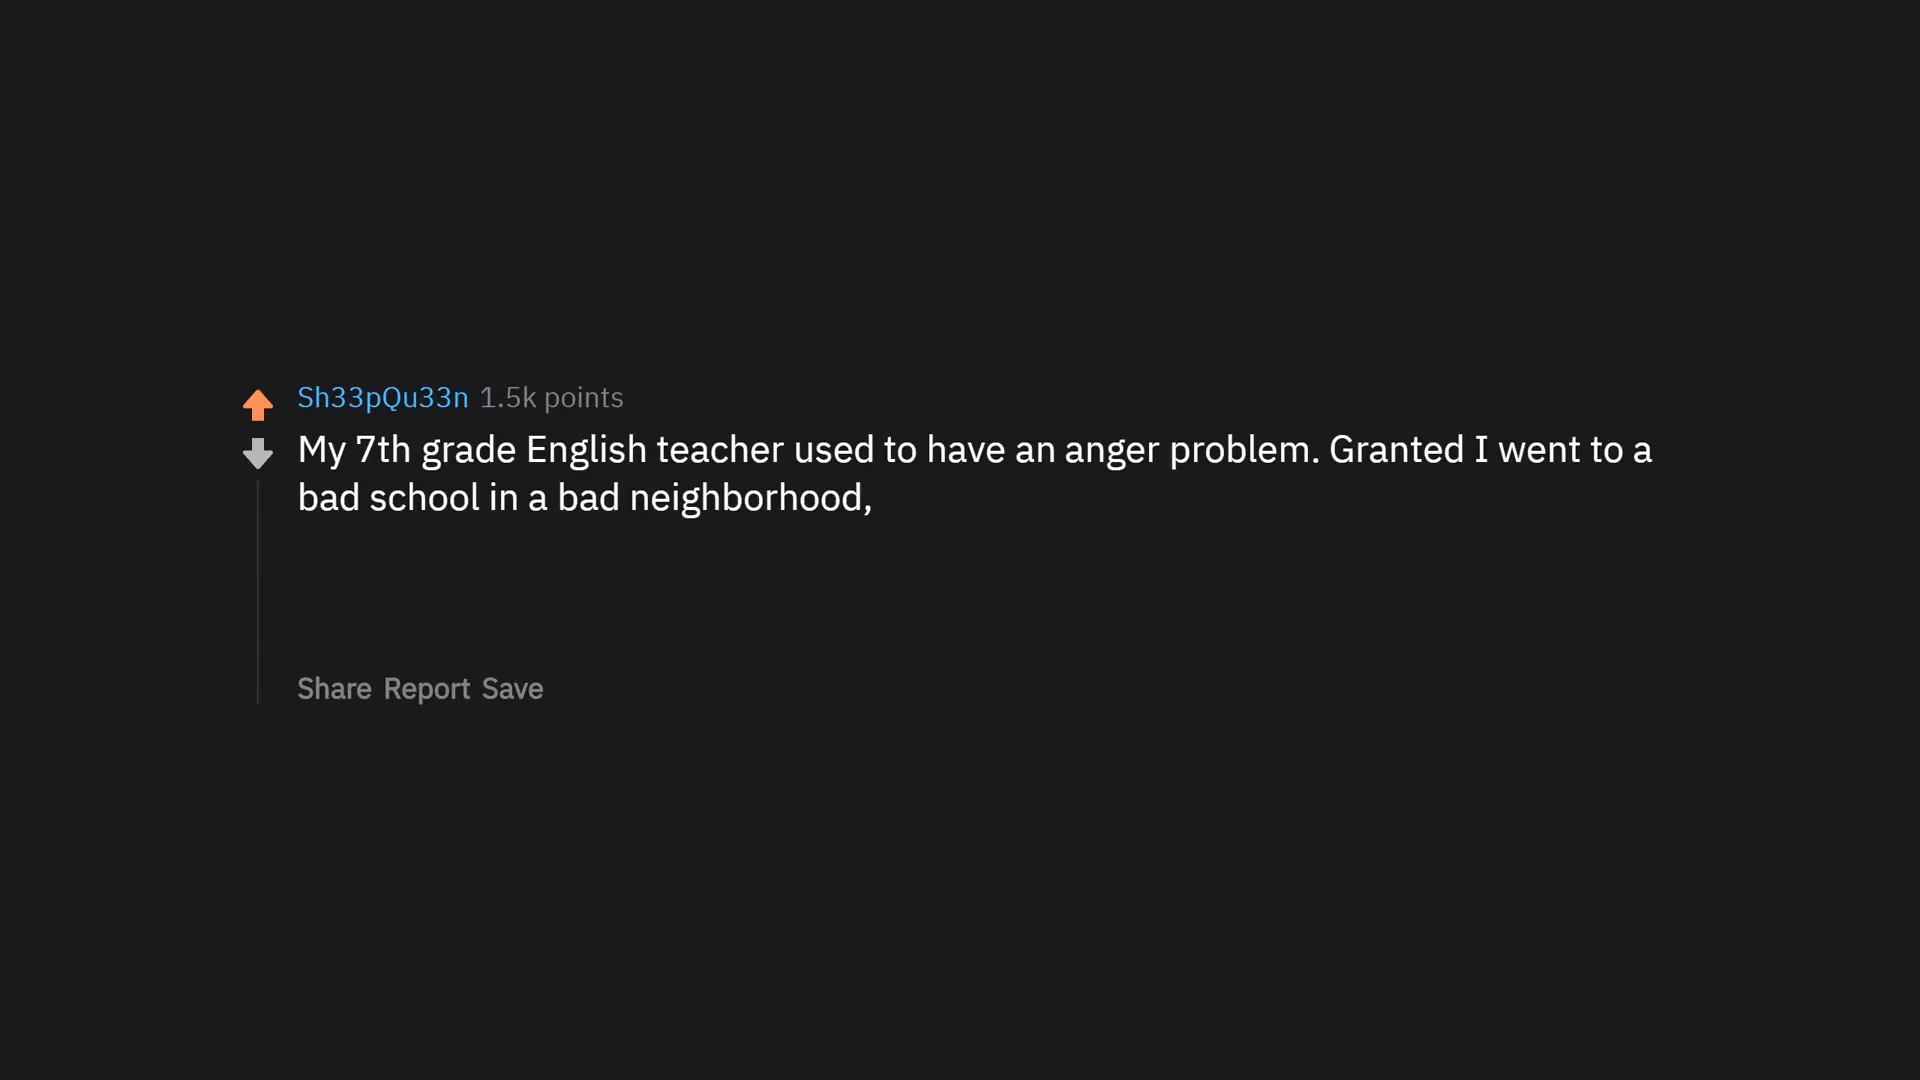 Sh33pQu33n 1.5k points
My 7th grade English teacher used to have an anger problem. Granted I went to a
bad school in a bad neighborhood,
Share Report Save